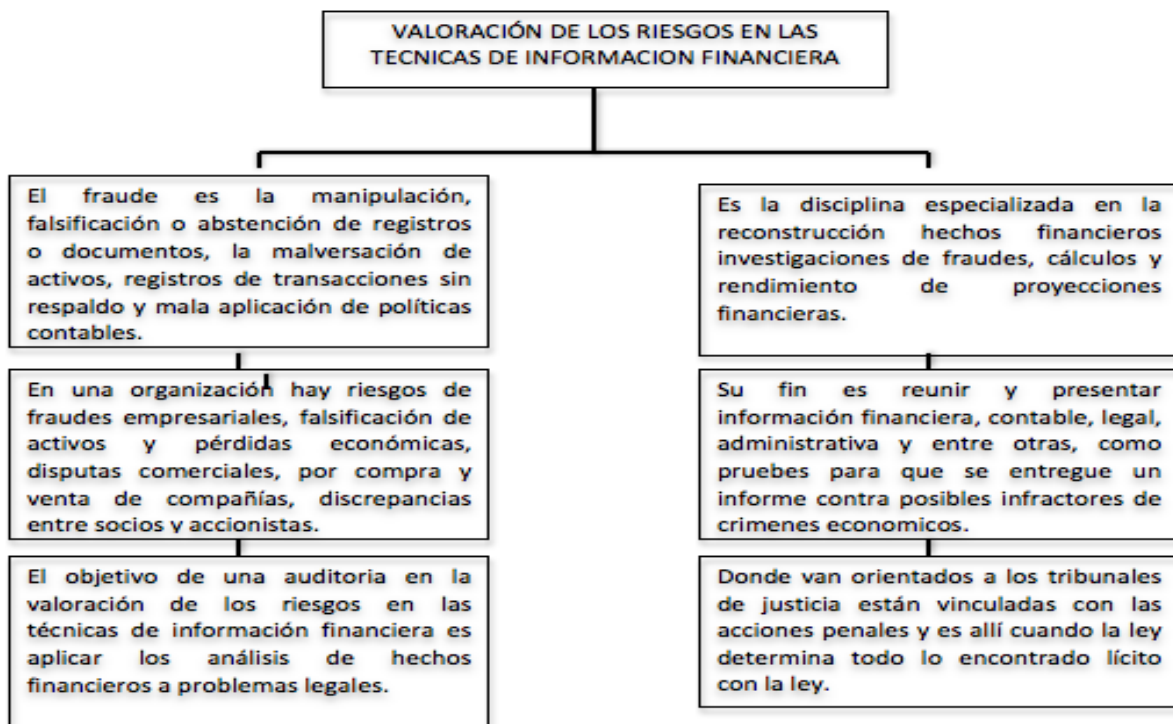 VALORACIÓN DE LOS RIESGOS EN LAS
TECNICAS DE INFORMACION FINANCIERA
El fraude es la manipulación,
falsificación o abstención de registros
o documentos, la malversación de
activos, registros de transacciones sin
respaldo y mala aplicación de políticas
contables.
En una organización hay riesgos de
fraudes empresariales, falsificación de
activos y pérdidas económicas,
disputas comerciales, por compra y
venta de compañías, discrepancias
entre socios y accionistas.
El objetivo de una auditoria en la
valoración de los riesgos en las
técnicas de información financiera es
aplicar los análisis de hechos
financieros a problemas legales.
Es la disciplina especializada en la
reconstrucción hechos financieros
investigaciones de fraudes, cálculos y
rendimiento de proyecciones
financieras.
Su fin es reunir y presentar
información financiera, contable, legal,
administrativa y entre otras, como
pruebes para que se entregue un
informe contra posibles infractores de
crimenes economicos.
Donde van orientados a los tribunales
de justicia están vinculadas con las
acciones penales y es allí cuando la ley
determina todo lo encontrado lícito
con la ley.